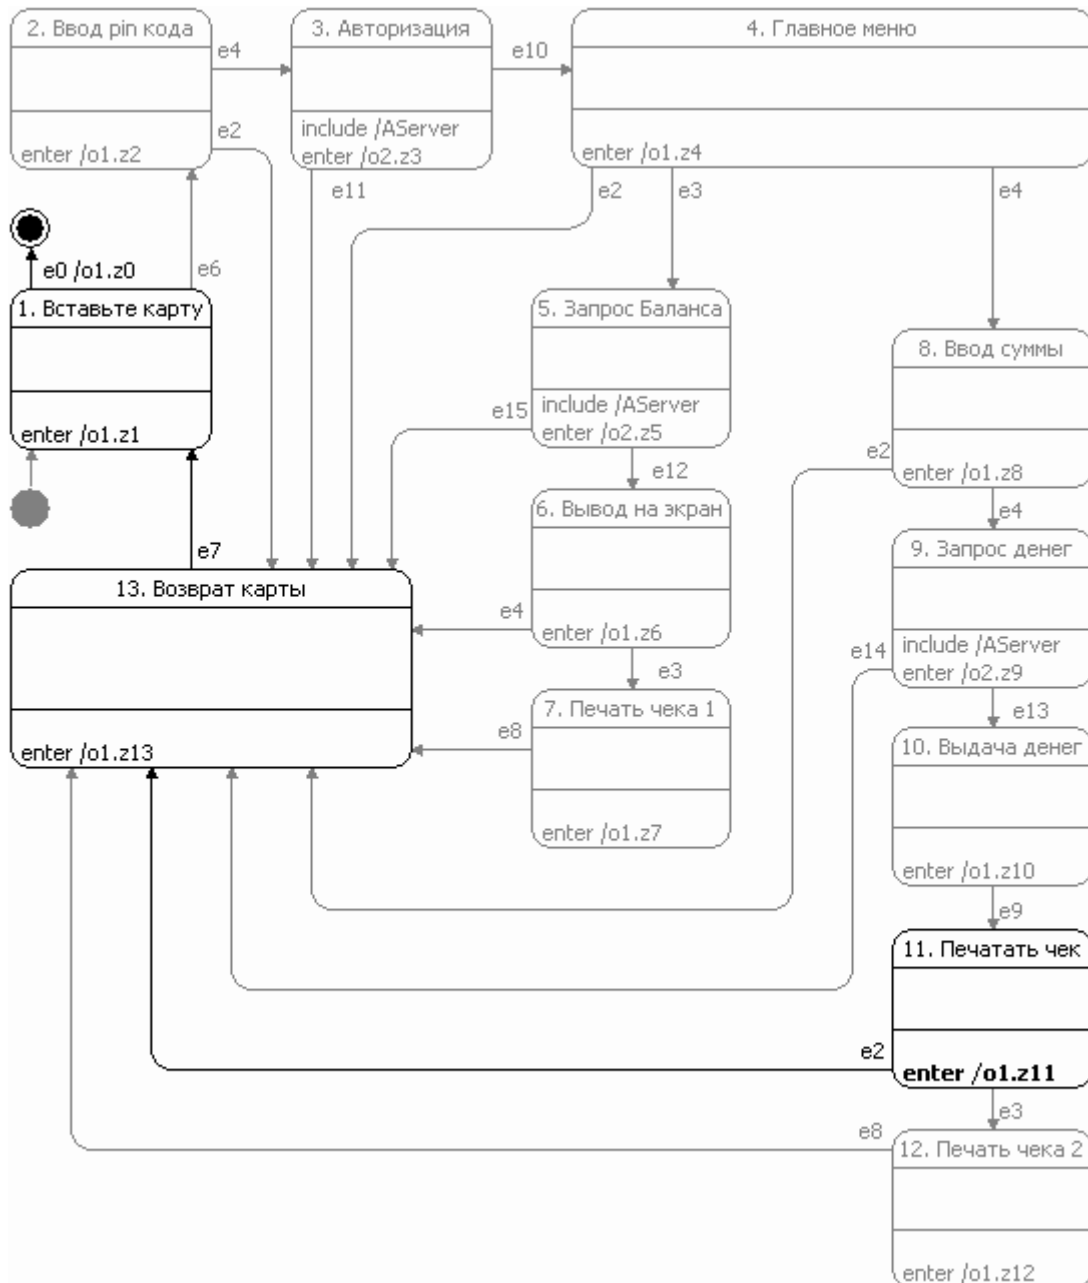 2. Ввод pin кода
enter /o1.z2
e4
e2
3. Авторизация
include /AServer
enter /o2.z3
e10
e11
4. Главное меню
enter /o1.z4
e2
e3
e4
e0 /o1.z0
e6
1. Вставьте карту
enter /o1.z1
e7
5. Запрос Баланса
include /AServer
enter /o2.z5
e15
e12
8. Ввод суммы
enter /o1.z8
e2
e4
6. Вывод на экран
enter /o1.z6
e4
e3
9. Запрос денег
include /AServer
enter /o2.z9
e14
e13
13. Возврат карты
enter /o1.z13
7. Печать чека 1
enter /o1.z7
e8
10. Выдача денег
enter /o1.z10
e9
11. Печатать чек
enter /o1.z11
e2
e3
e8
12. Печать чека 2
enter /o1.z12